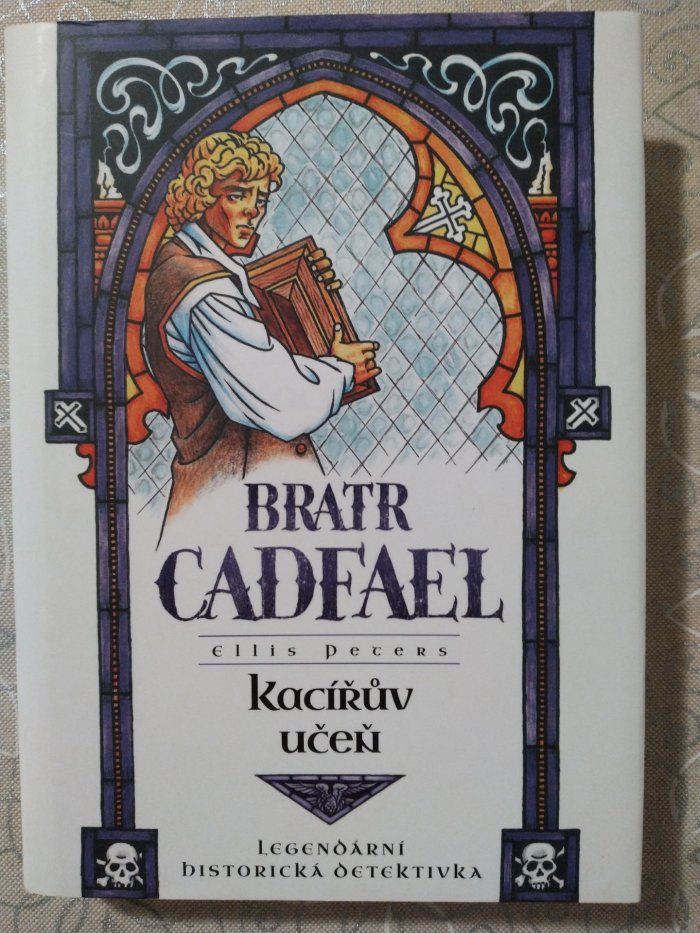 BRATR
CADFAEL
Ellis Peters
Kacířův
učeň
Legendární
historická detektivka